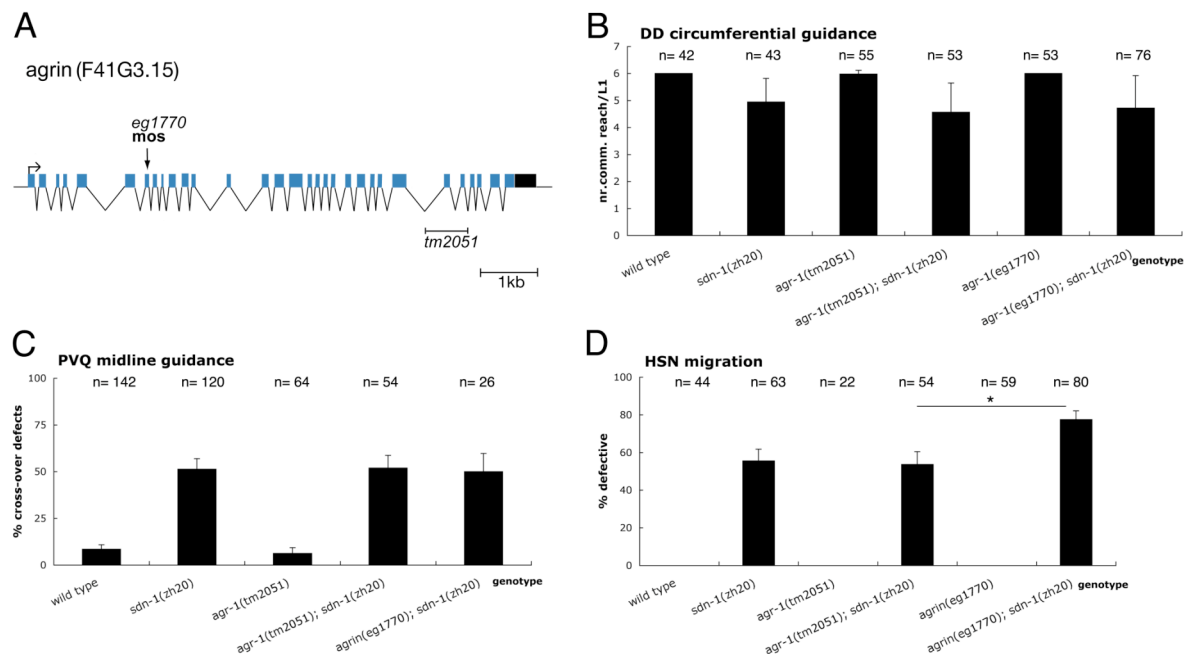 A
agrin (F41G3.15)
eg1770
mos
tm2051
1kb
B
DD circumferential guidance
n= 42 n= 43 n= 55 n= 53 n= 53 n= 76
nr.comm. reach/L1
7
6
5
4
3
2
1
0
wild type
sdn-1(zh20)
agr-1(tm2051)
agr-1(tm2051); sdn-1(zh20)
agr-1(eg1770)
agr-1(eg1770); sdn-1(zh20)
genotype
C
PVQ midline guidance
n= 142 n= 120 n= 64 n= 54 n= 26
% cross-over defects
100
75
50
25
0
wild type
sdn-1(zh20)
agr-1(tm2051)
agr-1(tm2051); sdn-1(zh20)
agrin(eg1770); sdn-1(zh20)
genotype
D
HSN migration
n= 44 n= 63 n= 22 n= 54 n= 59 n= 80
*
% defective
100
80
60
40
20
0
wild type
sdn-1(zh20)
agr-1(tm2051)
agr-1(tm2051); sdn-1(zh20)
agrin(eg1770)
agrin(eg1770); sdn-1(zh20)
genotype